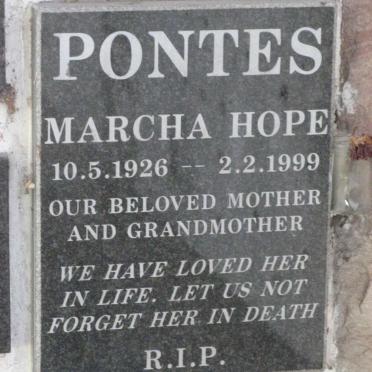 PONTES
MARCHA HOPE
10.5.1926 -- 2.2.1999
OUR BELOVED MOTHER
AND GRANDMOTHER
WE HAVE LOVED HER
IN LIFE. LET US NOT
FORGET HER IN DEATH
R.I.P.